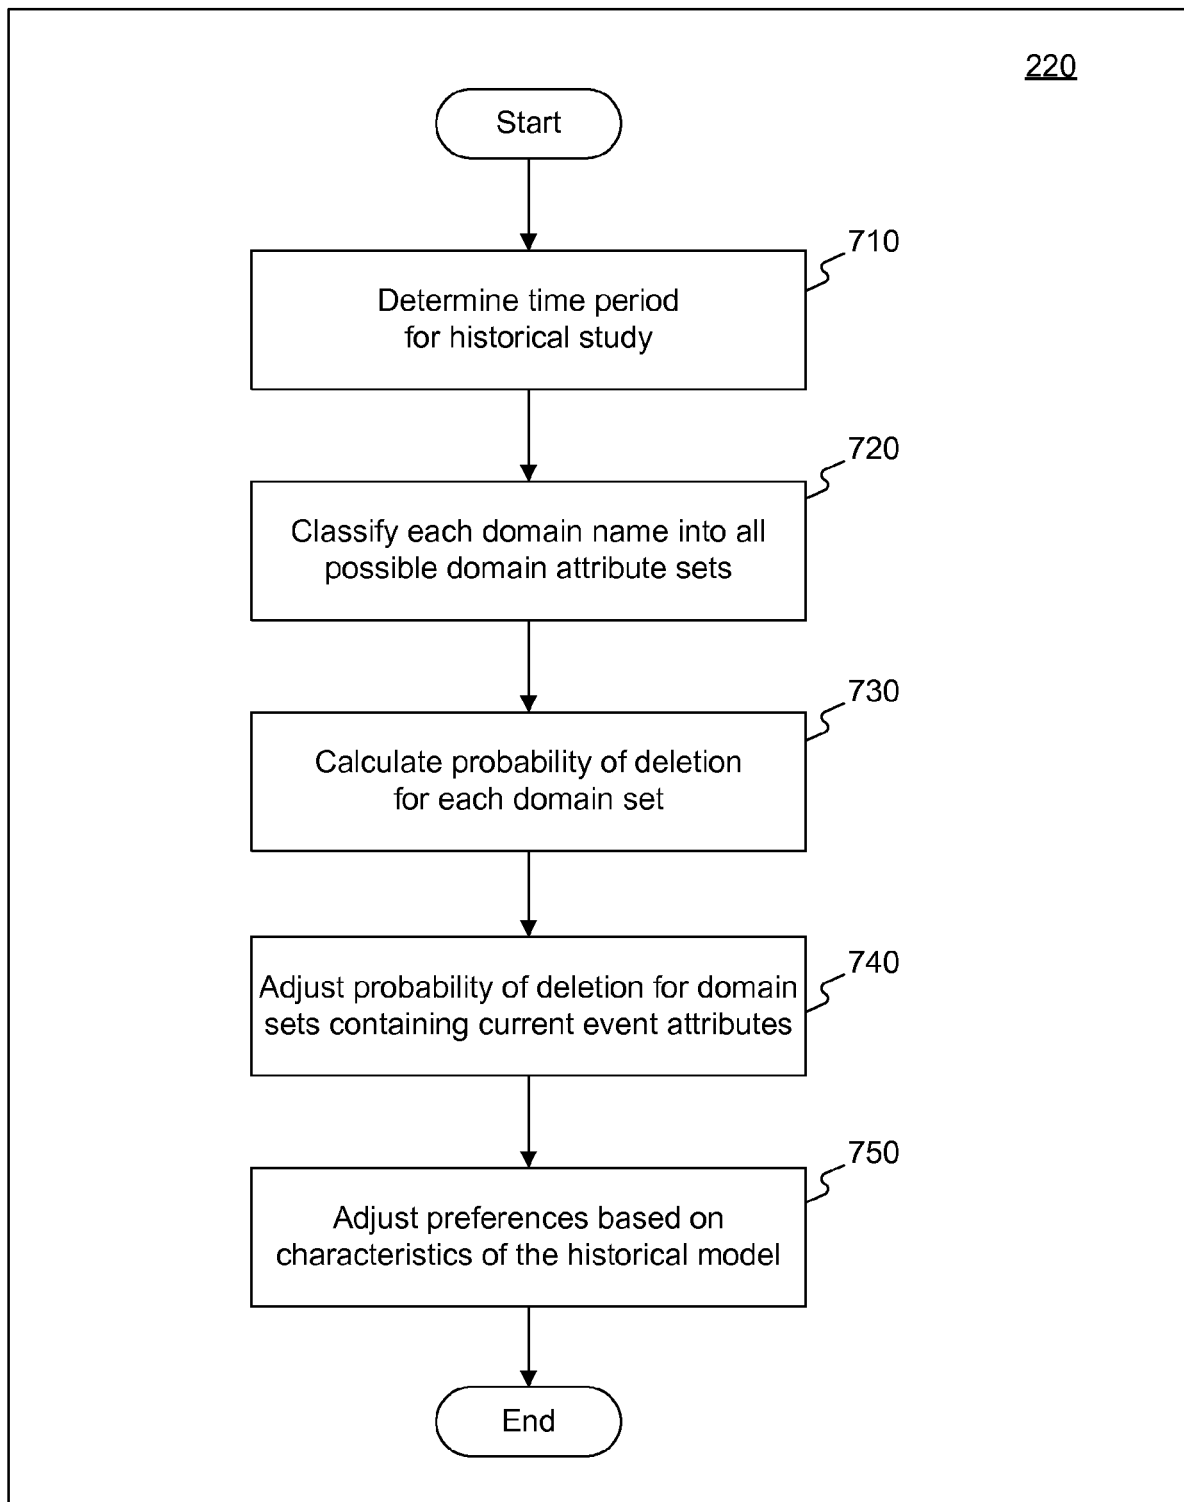 220
Start
710
Determine time period
for historical study
720
Classify each domain name into all
possible domain attribute sets
730
Calculate probability of deletion
for each domain set
740
Adjust probability of deletion for domain
sets containing current event attributes
750
Adjust preferences based on
characteristics of the historical model
End